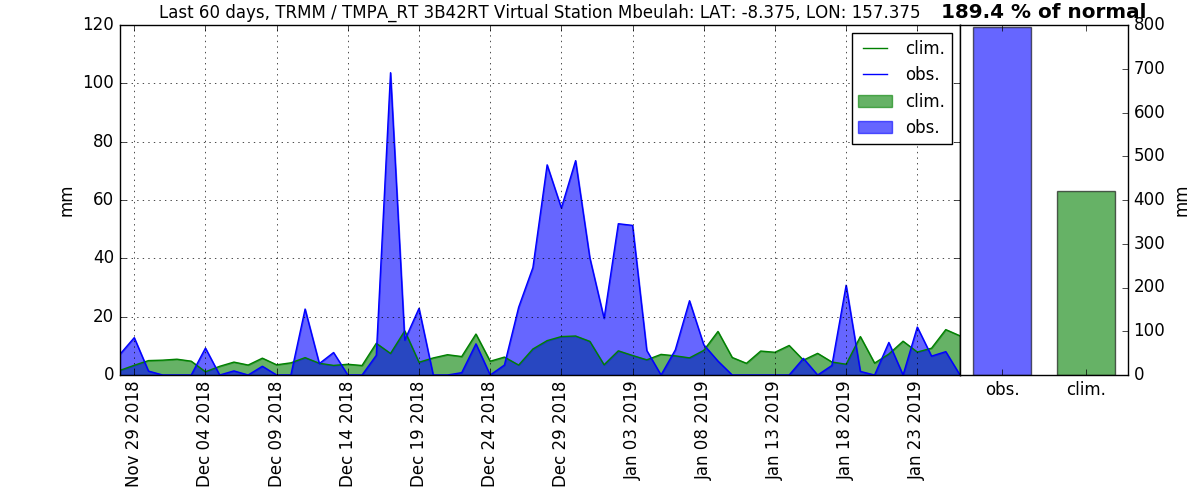 Last 60 days, TRMM / TMPA_RT 3B42RT Virtual Station Mbeulah: LAT: -8.375, LON: 157.375 189.4 % of normal
120
100
80
60
40
20
0
mm
clim.
obs.
clim.
obs.
800
700
600
500
400
300
200
100
0
mm
Nov 29 2018
Dec 04 2018
Dec 09 2018
Dec 14 2018
Dec 19 2018
Dec 24 2018
Dec 29 2018
Jan 03 2019
Jan 08 2019
Jan 13 2019
Jan 18 2019
Jan 23 2019
obs.
clim.